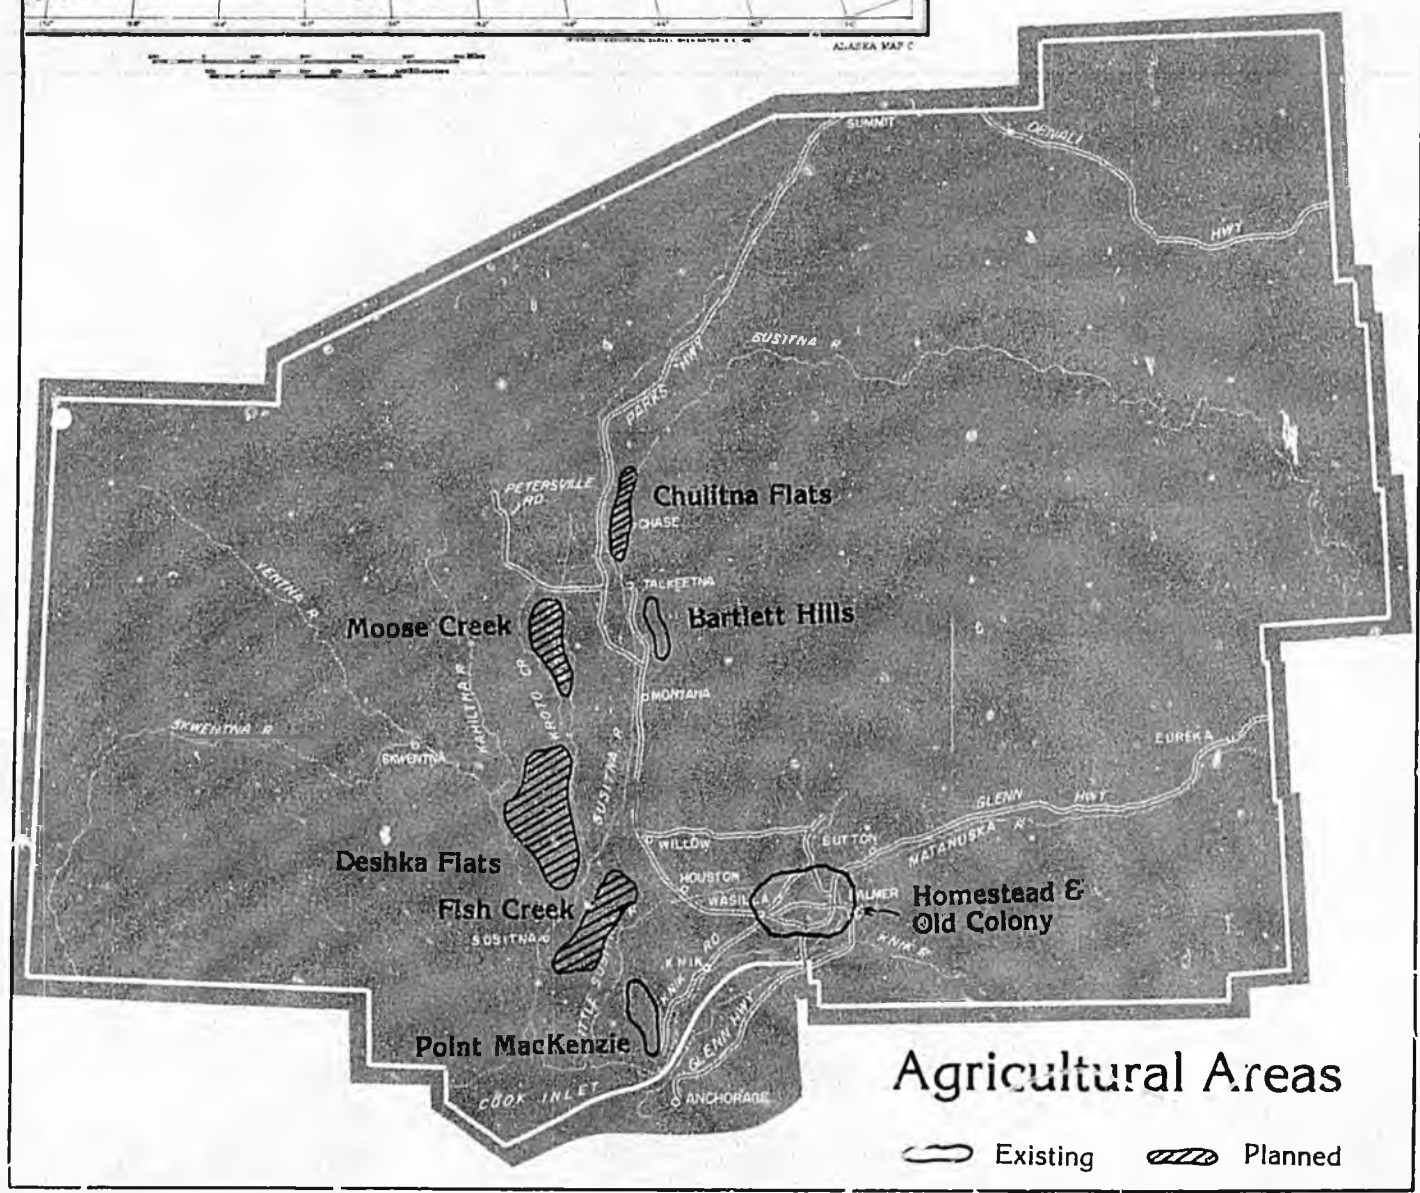 ALASKA MAP C
SUMMIT
DENALI
HWY
SUSITNA R.
PARKS HWY
PETERSVILLE
RD.
Chulitna Flats
CHASE
YENTNA R.
TALKEETNA
Moose Creek
Bartlett Hills
KROTO CR
KAHILTNA R
MONTANA
SKWENTNA R
SKWENTNA
EUREKA
SUSITNA R
GLENN HWY
MATANUSKA R
WILLOW
SUTTON
Deshka Flats
HOUSTON
WASILLA
PALMER
Homestead &
Old Colony
Fish Creek
SUSITNA
KNIK R
KNIK
KNIK RD
Point MacKenzie
GLENN HWY
COOK INLET
ANCHORAGE
Agricultural Areas
Existing
Planned